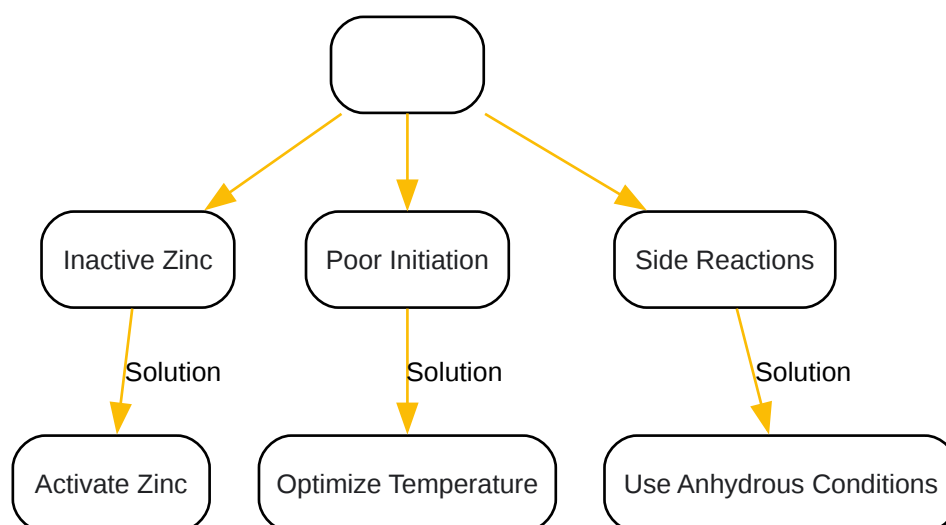 Inactive Zinc
Poor Initiation
Side Reactions
Solution
Solution
Solution
Activate Zinc
Optimize Temperature
Use Anhydrous Conditions